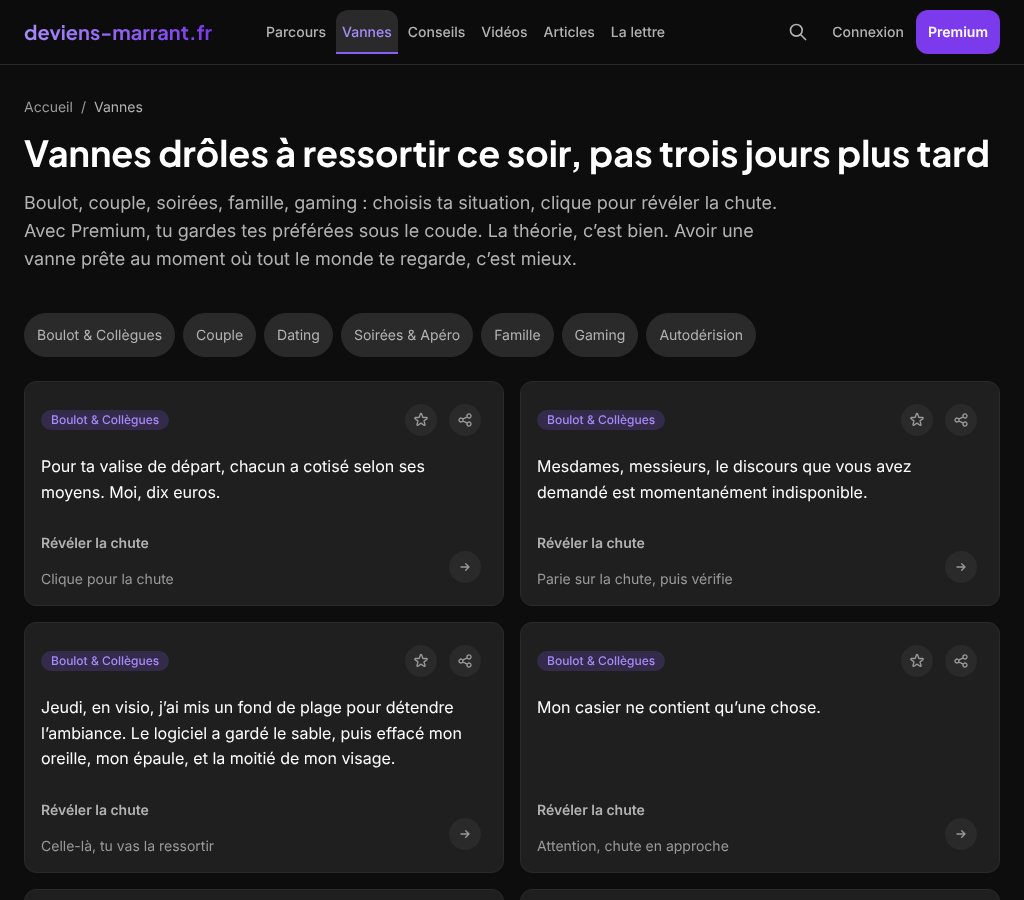 deviens-marrant.fr
Parcours
Vannes
Conseils
Vidéos
Articles
La lettre
Connexion
Premium
Accueil / Vannes
Vannes drôles à ressortir ce soir, pas trois jours plus tard
Boulot, couple, soirées, famille, gaming : choisis ta situation, clique pour révéler la chute.
Avec Premium, tu gardes tes préférées sous le coude. La théorie, c’est bien. Avoir une
vanne prête au moment où tout le monde te regarde, c’est mieux.
Boulot & Collègues
Couple
Dating
Soirées & Apéro
Famille
Gaming
Autodérision
Boulot & Collègues
Pour ta valise de départ, chacun a cotisé selon ses
moyens. Moi, dix euros.
Révéler la chute
Clique pour la chute
Boulot & Collègues
Mesdames, messieurs, le discours que vous avez
demandé est momentanément indisponible.
Révéler la chute
Parie sur la chute, puis vérifie
Boulot & Collègues
Jeudi, en visio, j’ai mis un fond de plage pour détendre
l’ambiance. Le logiciel a gardé le sable, puis effacé mon
oreille, mon épaule, et la moitié de mon visage.
Révéler la chute
Celle-là, tu vas la ressortir
Boulot & Collègues
Mon casier ne contient qu’une chose.
Révéler la chute
Attention, chute en approche